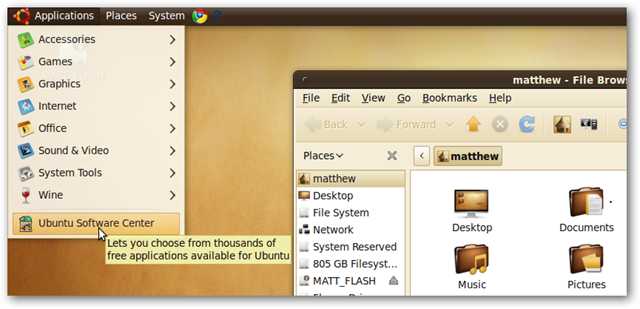 Applications Places System
Accessories
Games
Graphics
Internet
Office
Sound & Video
System Tools
Wine
Ubuntu Software Center
Lets you choose from thousands of
free applications available for Ubuntu
matthew - File Brows
File Edit View Go Bookmarks Help
Back Forward
Places
matthew
matthew
Desktop
File System
Network
System Reserved
805 GB Filesyst...
MATT_FLASH
Desktop
Documents
Music
Pictures